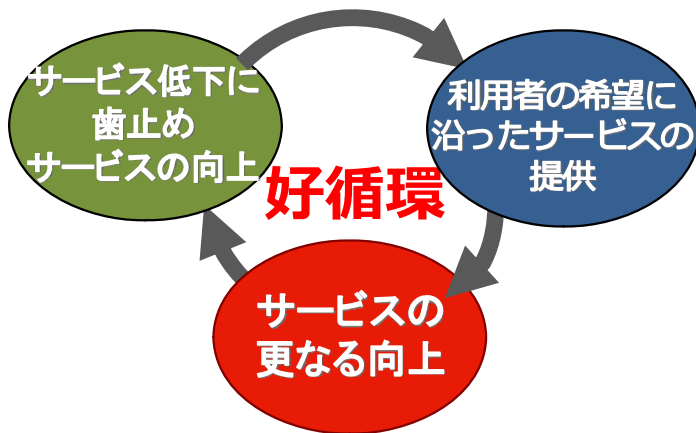 サービス低下に
歯止め
サービスの向上
利用者の希望に
沿ったサービスの
提供
好循環
サービスの
更なる向上